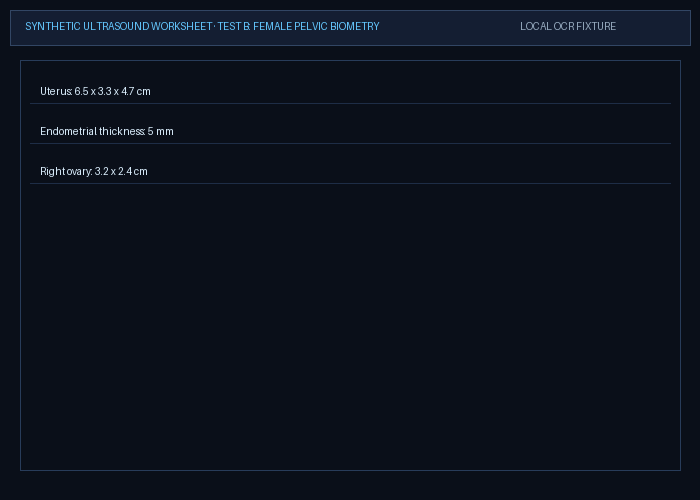 SYNTHETIC ULTRASOUND WORKSHEET · TEST B: FEMALE PELVIC BIOMETRY
LOCAL OCR FIXTURE
Uterus: 6.5 x 3.3 x 4.7 cm
Endometrial thickness: 5 mm
Right ovary: 3.2 x 2.4 cm